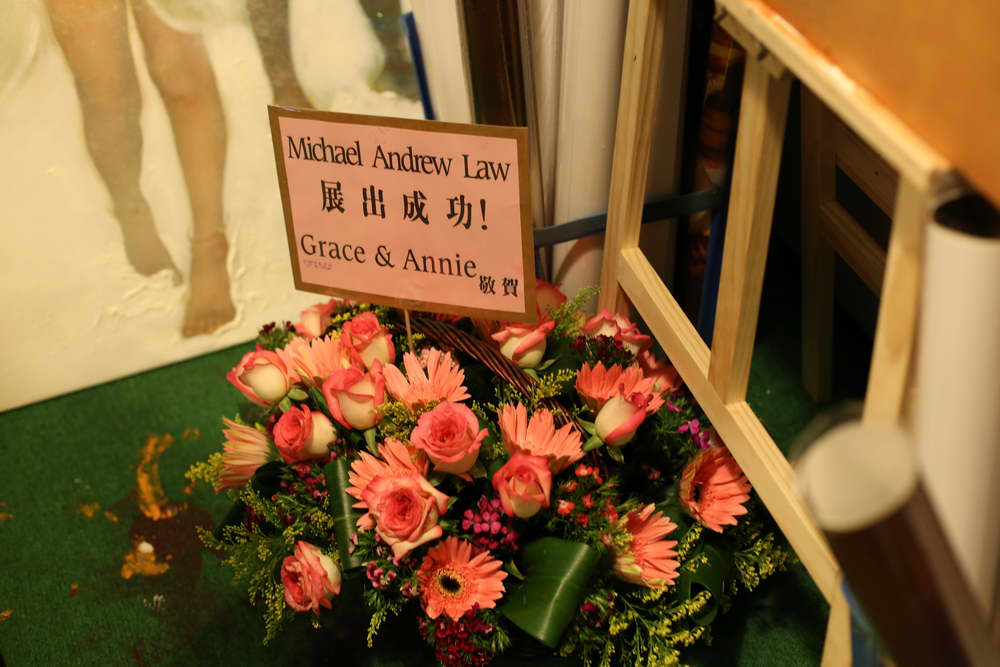 Michael Andrew Law
展出成功!
Grace & Annie
敬賀